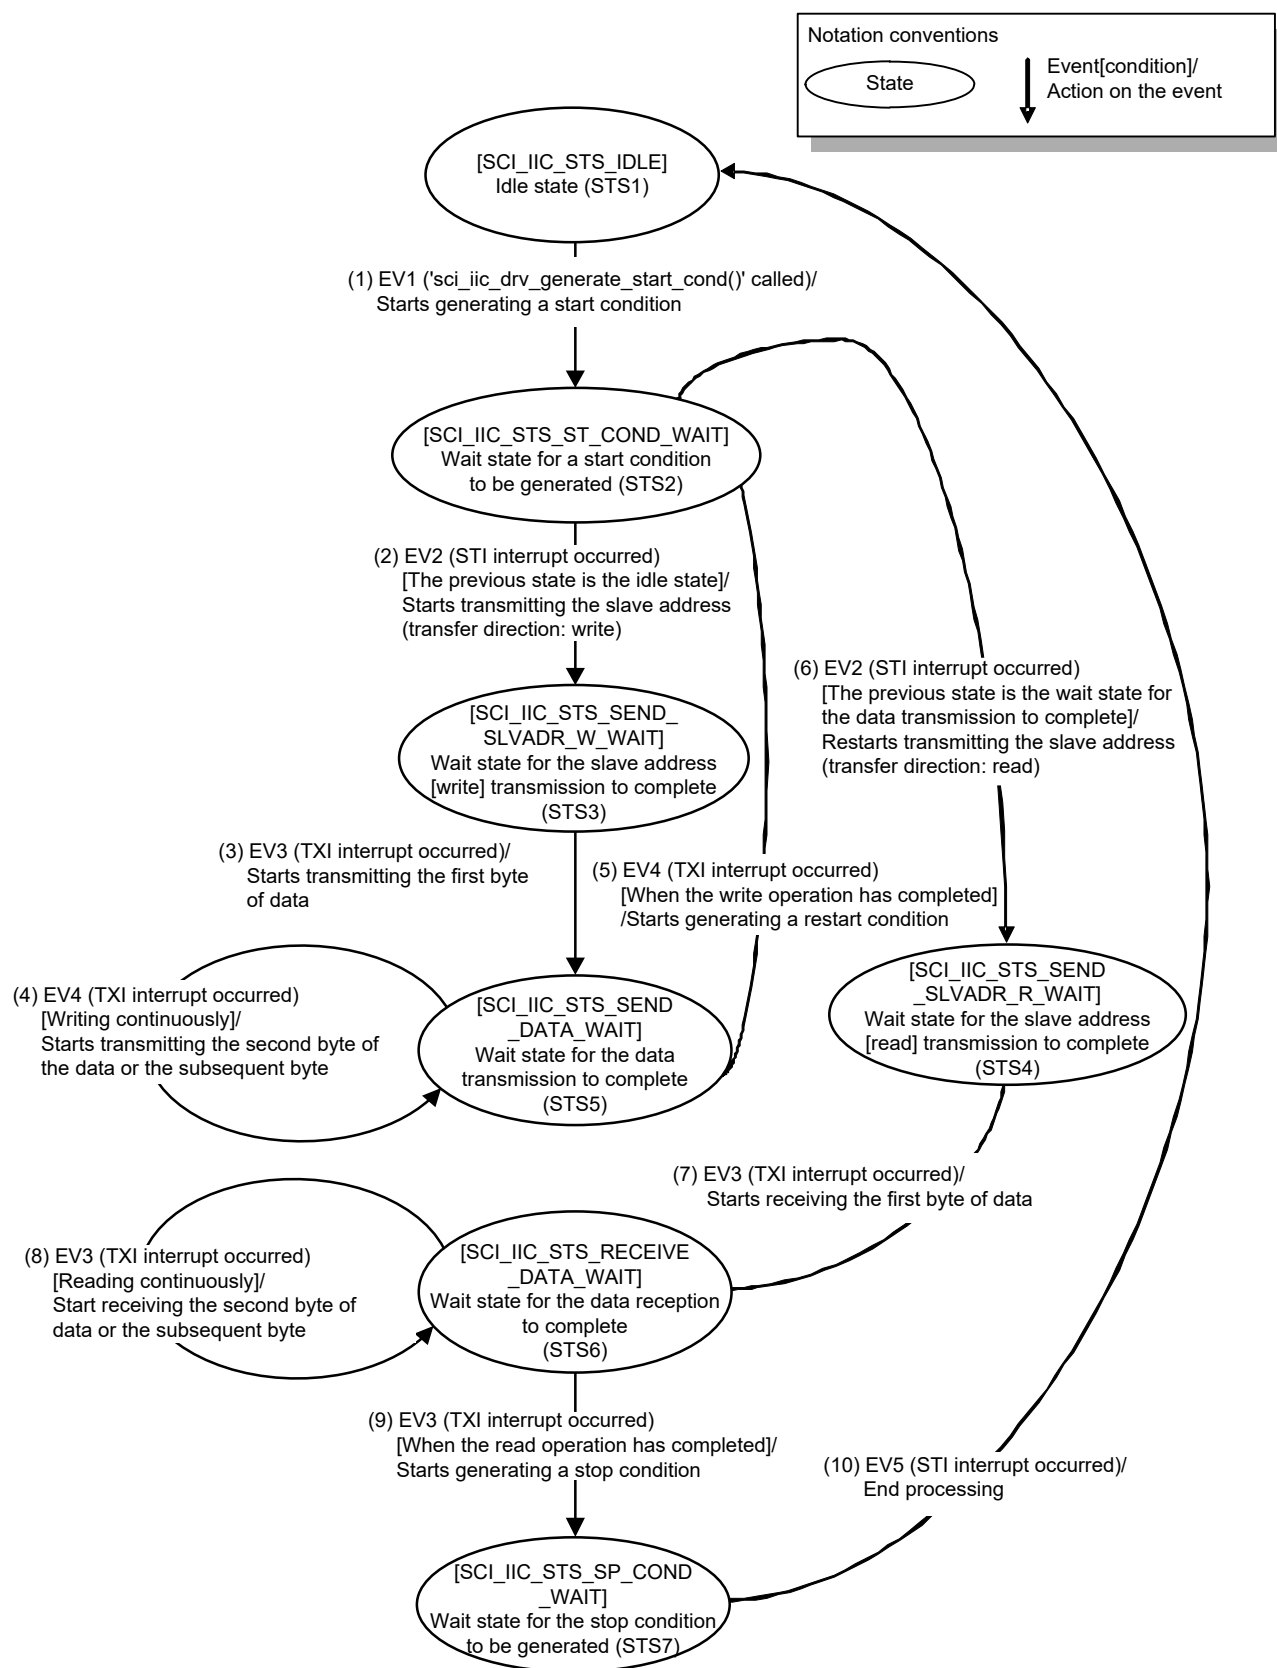 Notation conventions
State
Event[condition]/
Action on the event
[SCI_IIC_STS_IDLE]
Idle state (STS1)
(1) EV1 ('sci_iic_drv_generate_start_cond()' called)/
Starts generating a start condition
[SCI_IIC_STS_ST_COND_WAIT]
Wait state for a start condition
to be generated (STS2)
(2) EV2 (STI interrupt occurred)
[The previous state is the idle state]/
Starts transmitting the slave address
(transfer direction: write)
(6) EV2 (STI interrupt occurred)
[The previous state is the wait state for
the data transmission to complete]/
Restarts transmitting the slave address
(transfer direction: read)
[SCI_IIC_STS_SEND_
SLVADR_W_WAIT]
Wait state for the slave address
[write] transmission to complete
(STS3)
(3) EV3 (TXI interrupt occurred)/
Starts transmitting the first byte
of data
(5) EV4 (TXI interrupt occurred)
[When the write operation has completed]
/Starts generating a restart condition
[SCI_IIC_STS_SEND
_SLVADR_R_WAIT]
Wait state for the slave address
[read] transmission to complete
(STS4)
(4) EV4 (TXI interrupt occurred)
[Writing continuously]/
Starts transmitting the second byte of
the data or the subsequent byte
[SCI_IIC_STS_SEND
_DATA_WAIT]
Wait state for the data
transmission to complete
(STS5)
(7) EV3 (TXI interrupt occurred)/
Starts receiving the first byte of data
(8) EV3 (TXI interrupt occurred)
[Reading continuously]/
Start receiving the second byte of
data or the subsequent byte
[SCI_IIC_STS_RECEIVE
_DATA_WAIT]
Wait state for the data reception
to complete
(STS6)
(9) EV3 (TXI interrupt occurred)
[When the read operation has completed]/
Starts generating a stop condition
(10) EV5 (STI interrupt occurred)/
End processing
[SCI_IIC_STS_SP_COND
_WAIT]
Wait state for the stop condition
to be generated (STS7)